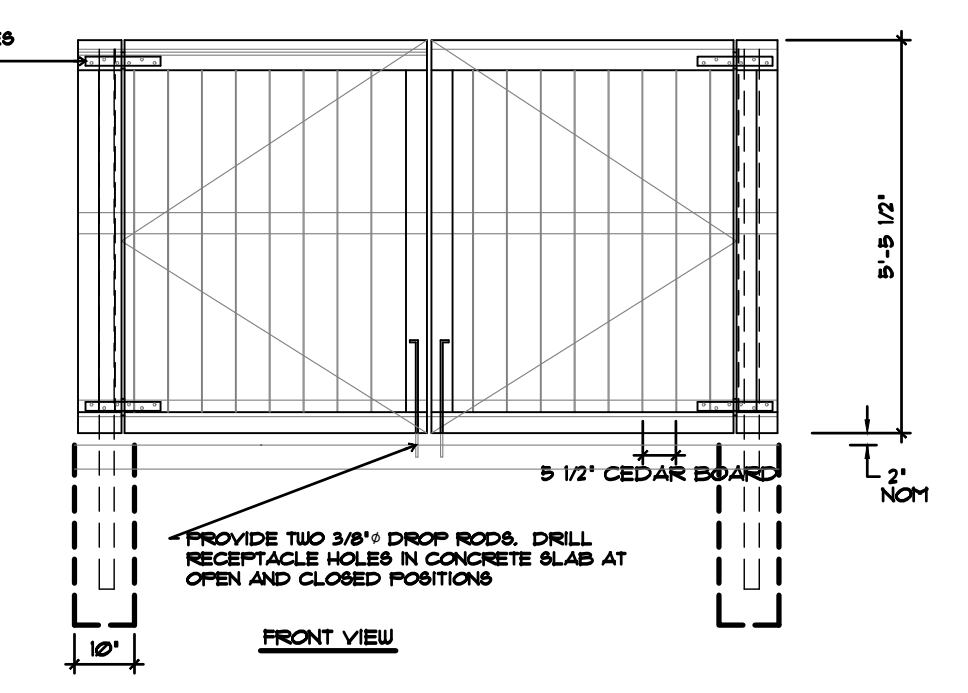 ES
5'-5 1/2"
5 1/2" CEDAR BOARD
2"
NOM
PROVIDE TWO 3/8"⌀ DROP RODS. DRILL
RECEPTACLE HOLES IN CONCRETE SLAB AT
OPEN AND CLOSED POSITIONS
FRONT VIEW
10"